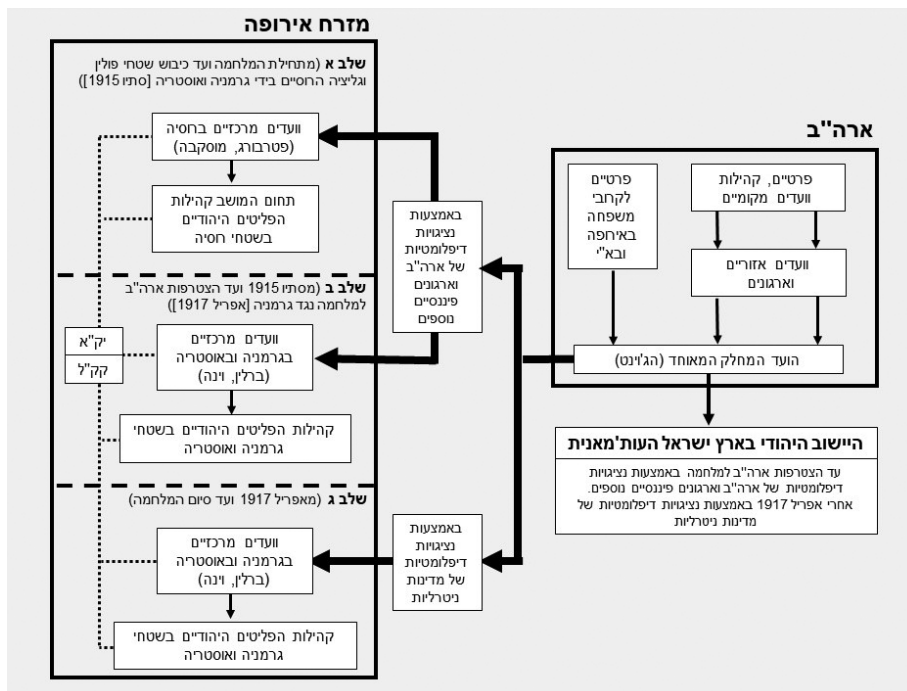 ארה"ב
פרטיים, קהילות
וועדים מקומיים
פרטיים
לקרובי
משפחה
באירופה
ובא"י
וועדים אזוריים
וארגונים
הועד המחלק המאוחד (הג'וינט)
היישוב היהודי בארץ ישראל העות'מאנית
עד הצטרפות ארה"ב למלחמה באמצעות נציגויות
דיפלומטיות של ארה"ב וארגונים פיננסיים נוספים.
אחרי אפריל 1917 באמצעות נציגויות דיפלומטיות של
מדינות ניטרליות
באמצעות
נציגויות
דיפלומטיות
של ארה"ב
וארגונים
פיננסיים
נוספים
באמצעות
נציגויות
דיפלומטיות
של מדינות
ניטרליות
מזרח אירופה
שלב א (מתחילת המלחמה ועד כיבוש שטחי פולין
וגליציה הרוסיים בידי גרמניה ואוסטריה [סתיו 1915])
וועדים מרכזיים ברוסיה
(פטרבורג, מוסקבה)
תחום המושב קהילות
הפליטים היהודיים
בשטחי רוסיה
שלב ב (מסתיו 1915 ועד הצטרפות ארה"ב
למלחמה נגד גרמניה [אפריל 1917])
וועדים מרכזיים
בגרמניה ובאוסטריה
(ברלין, וינה)
קהילות הפליטים היהודיים בשטחי
גרמניה ואוסטריה
יק"א
קק"ל
שלב ג (מאפריל 1917 ועד סיום המלחמה)
וועדים מרכזיים
בגרמניה ובאוסטריה
(ברלין, וינה)
קהילות הפליטים היהודיים בשטחי
גרמניה ואוסטריה